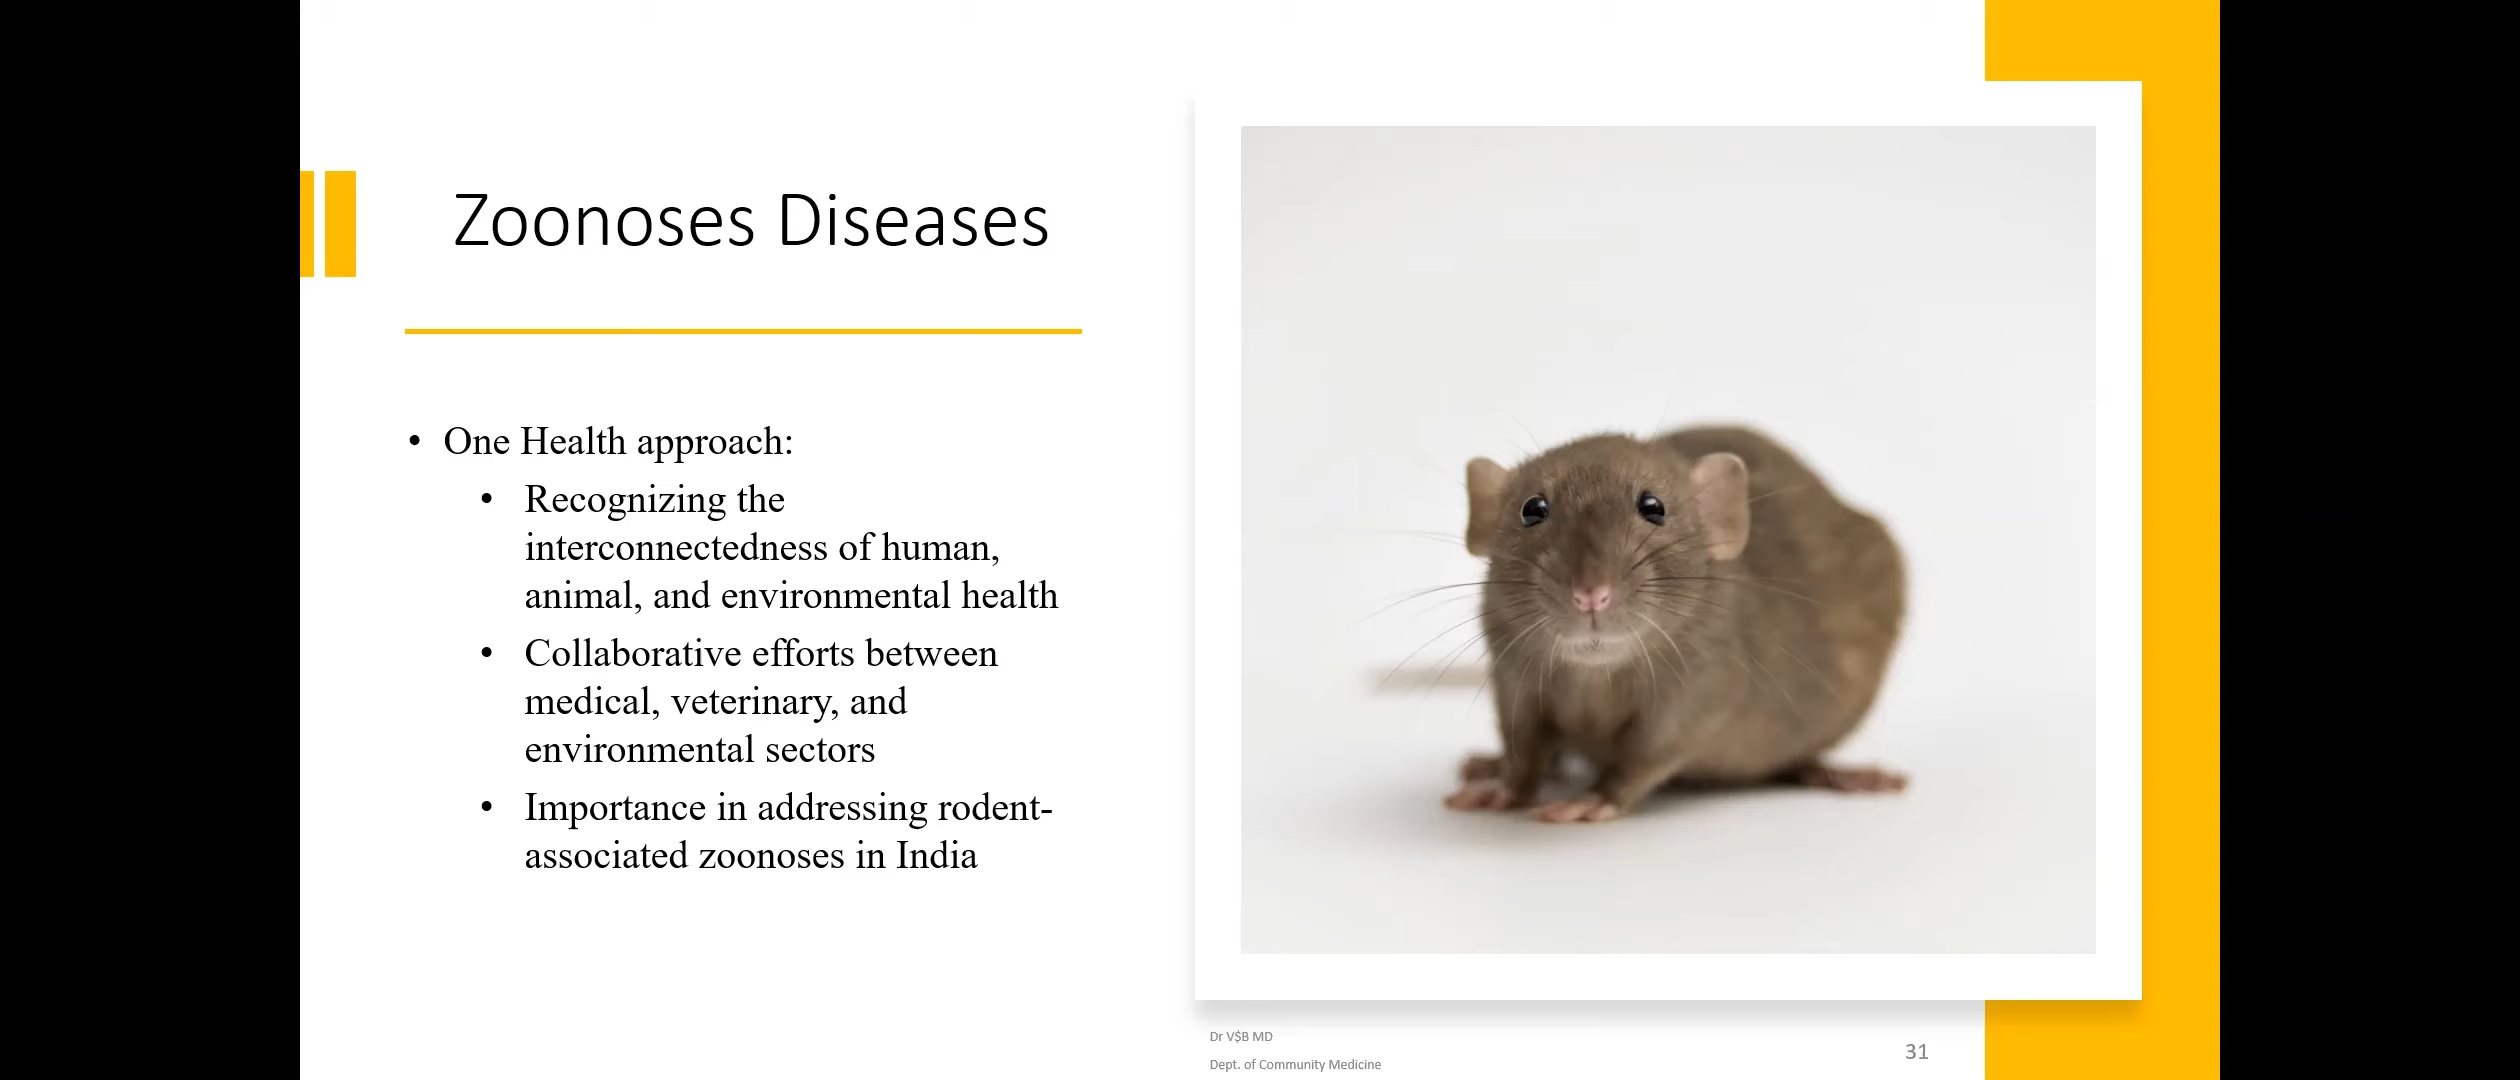 Zoonoses Diseases
• One Health approach:
• Recognizing the
interconnectedness of human,
animal, and environmental health
• Collaborative efforts between
medical, veterinary, and
environmental sectors
• Importance in addressing rodent-
associated zoonoses in India
Dr V$B MD
Dept. of Community Medicine
31